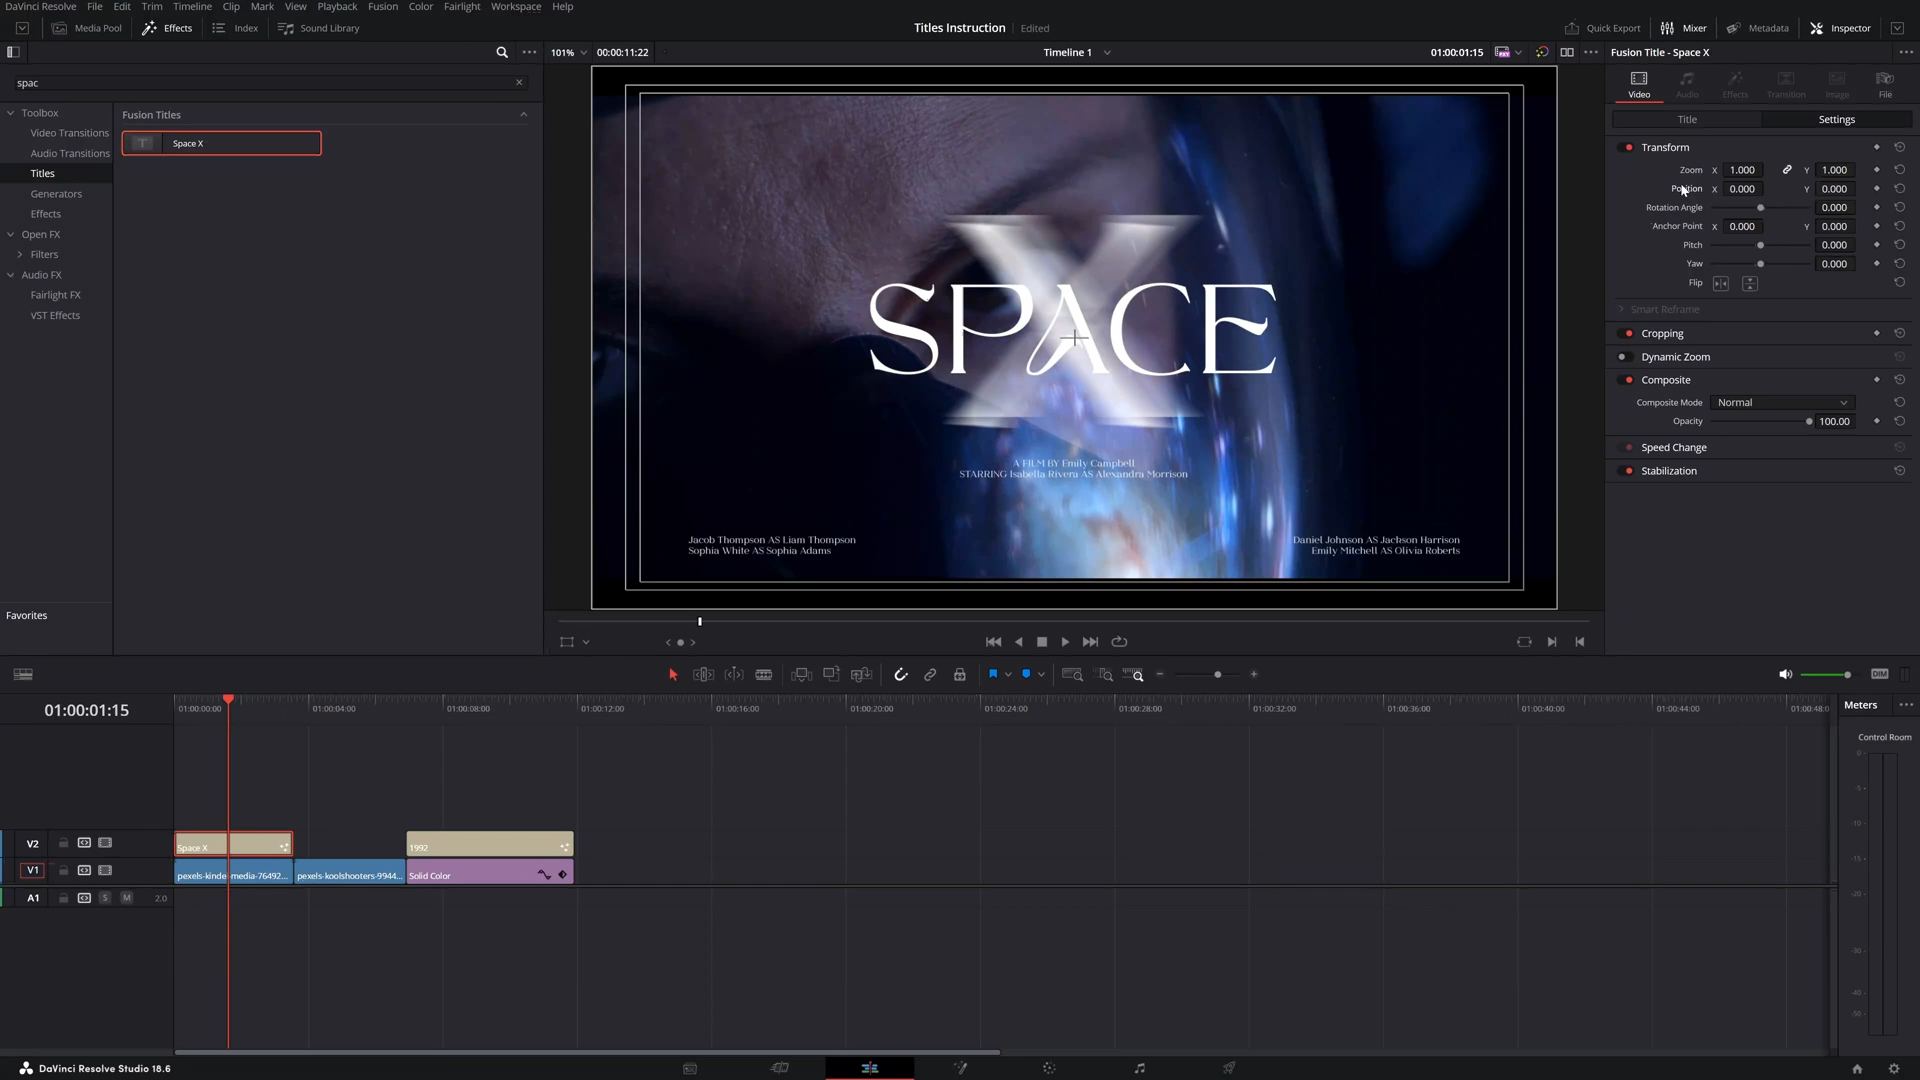 DaVinci Resolve File Edit Trim Timeline Clip Mark View Playback Fusion Color Fairlight Workspace Help
Media Pool Effects Index Sound Library
Titles Instruction Edited
Quick Export Mixer Metadata Inspector
101% 00:00:11:22 Timeline 1 01:00:01:15
Fusion Title - Space X
spac
Toolbox
Video Transitions
Audio Transitions
Titles
Generators
Effects
Open FX
Filters
Audio FX
Fairlight FX
VST Effects
Favorites
Fusion Titles
T Space X
X
SPACE
A FILM BY Emily Campbell
STARRING Isabella Rivera AS Alexandra Morrison
Jacob Thompson AS Liam Thompson
Sophia White AS Sophia Adams
Daniel Johnson AS Jackson Harrison
Emily Mitchell AS Olivia Roberts
Video Audio Effects Transition Image File
Title Settings
Transform
Zoom X 1.000 Y 1.000
Position X 0.000 Y 0.000
Rotation Angle 0.000
Anchor Point X 0.000 Y 0.000
Pitch 0.000
Yaw 0.000
Flip
Smart Reframe
Cropping
Dynamic Zoom
Composite
Composite Mode Normal
Opacity 100.00
Speed Change
Stabilization
DIM
01:00:01:15
01:00:00:00 01:00:04:00 01:00:08:00 01:00:12:00 01:00:16:00 01:00:20:00 01:00:24:00 01:00:28:00 01:00:32:00 01:00:36:00 01:00:40:00 01:00:44:00 01:00:48:0
Meters
Control Room
0
-5
-10
-15
-20
-30
-40
-50
V2 Space X 1992
V1 pexels-kinde media-76492... pexels-koolshooters-9944... Solid Color
A1 S M 2.0
DaVinci Resolve Studio 18.6